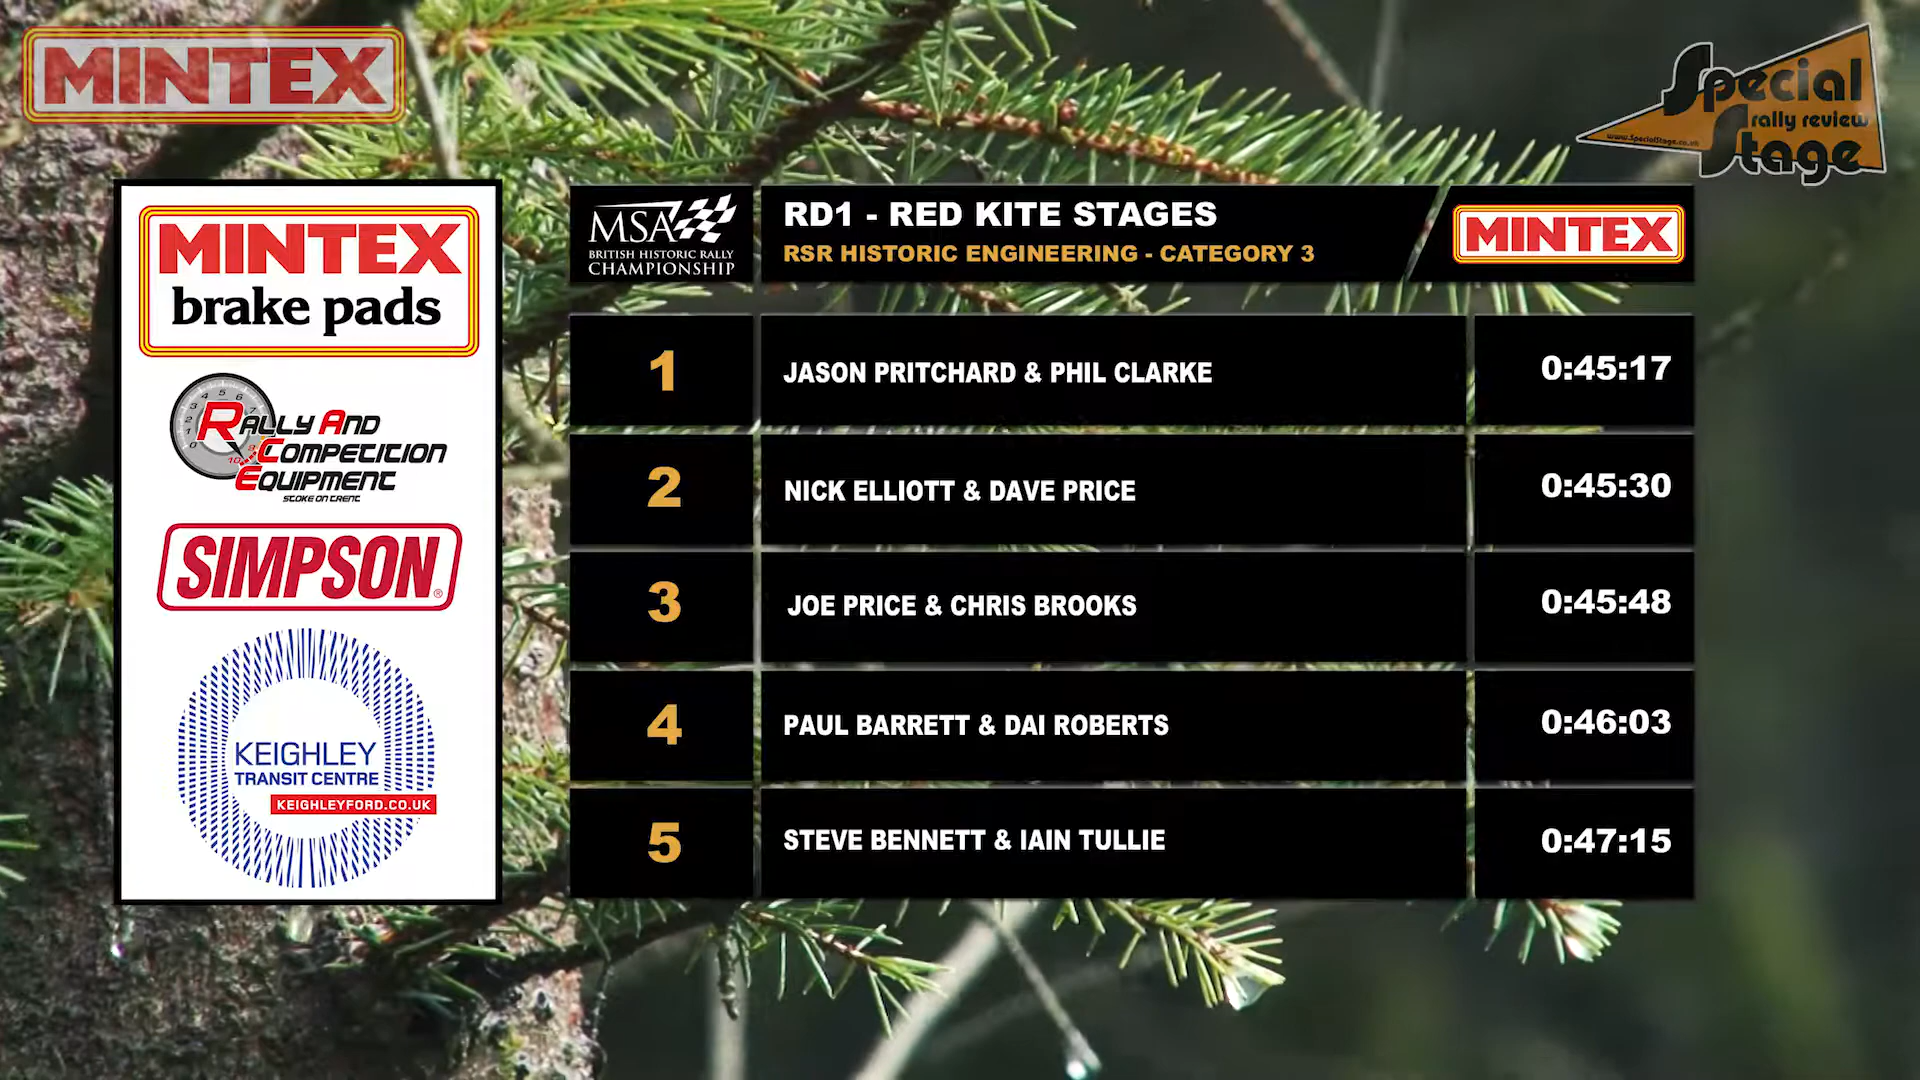 MINTEX
Special
rally review
www.SpecialStage.co.uk
Stage
MINTEX
brake pads
RALLY AND
COMPETITION
EQUIPMENT
STOKE ON TRENT
SIMPSON®
KEIGHLEY
TRANSIT CENTRE
KEIGHLEYFORD.CO.UK
MSA
BRITISH HISTORIC RALLY
CHAMPIONSHIP
RD1 - RED KITE STAGES
RSR HISTORIC ENGINEERING - CATEGORY 3
MINTEX
1 JASON PRITCHARD & PHIL CLARKE 0:45:17
2 NICK ELLIOTT & DAVE PRICE 0:45:30
3 JOE PRICE & CHRIS BROOKS 0:45:48
4 PAUL BARRETT & DAI ROBERTS 0:46:03
5 STEVE BENNETT & IAIN TULLIE 0:47:15